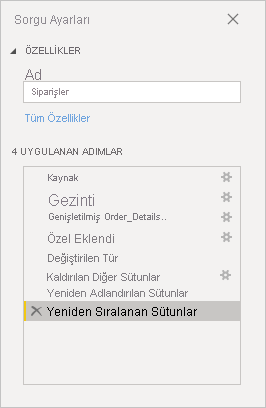 Sorgu Ayarları
ÖZELLİKLER
Ad
Siparişler
Tüm Özellikler
4 UYGULANAN ADIMLAR
Kaynak
Gezinti
Genişletilmiş Order_Details..
Özel Eklendi
Değiştirilen Tür
Kaldırılan Diğer Sütunlar
Yeniden Adlandırılan Sütunlar
Yeniden Sıralanan Sütunlar